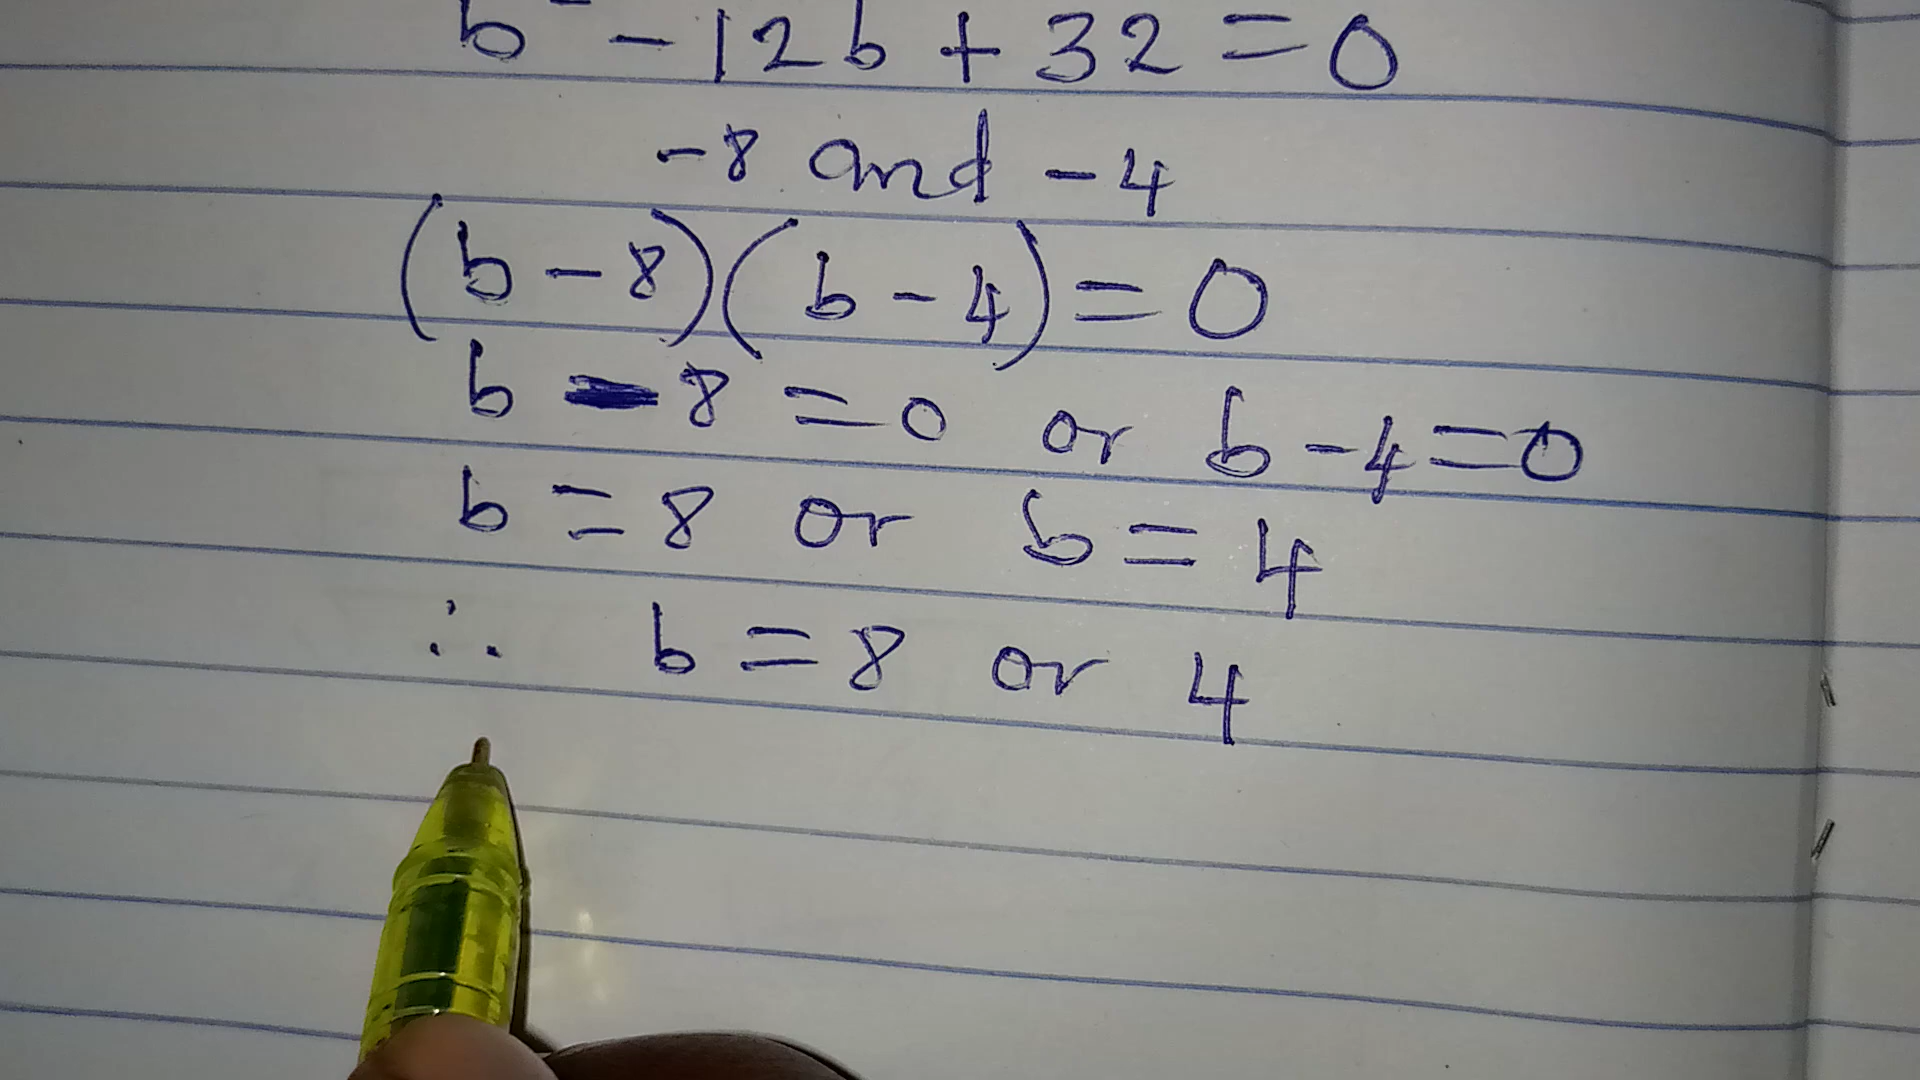 b² - 12b + 32 = 0
-8 and -4
(b - 8)(b - 4) = 0
b - 8 = 0 or b - 4 = 0
b = 8 or b = 4
∴ b = 8 or 4